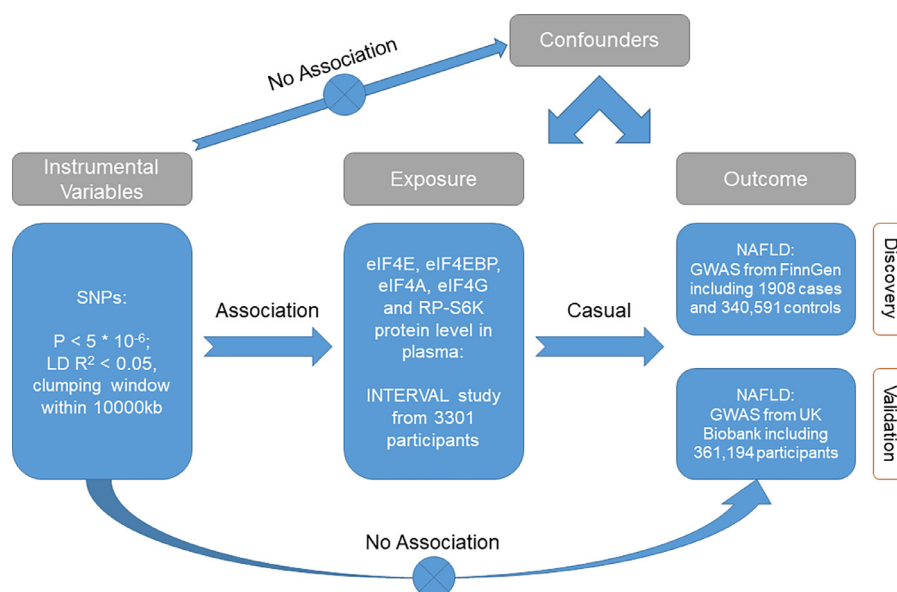 Confounders
No Association
Instrumental
Variables
Exposure
Outcome
SNPs:
P < 5 * 10⁻⁶;
LD R² < 0.05,
clumping window
within 10000kb
Association
eIF4E, eIF4EBP,
eIF4A, eIF4G
and RP-S6K
protein level in
plasma:
INTERVAL study
from 3301
participants
Casual
NAFLD:
GWAS from FinnGen
including 1908 cases
and 340,591 controls
Discovery
NAFLD:
GWAS from UK
Biobank including
361,194 participants
Validation
No Association